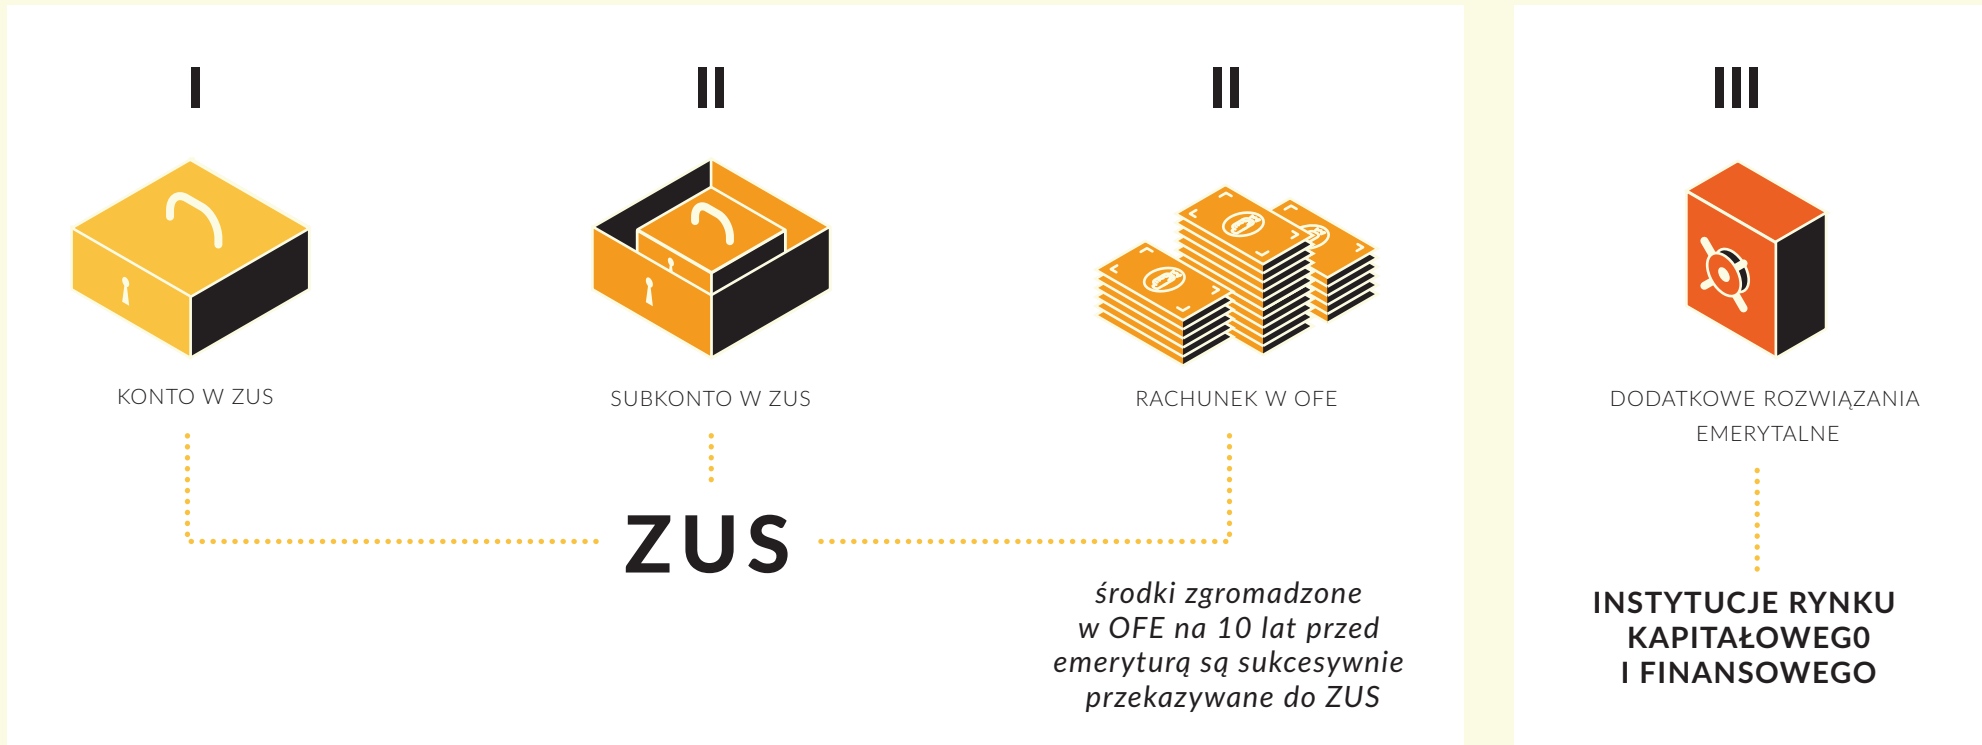 I
II
II
III
KONTO W ZUS
SUBKONTO W ZUS
RACHUNEK W OFE
DODATKOWE ROZWIĄZANIA
EMERYTALNE
ZUS
środki zgromadzone
w OFE na 10 lat przed
emeryturą są sukcesywnie
przekazywane do ZUS
INSTYTUCJE RYNKU
KAPITAŁOWEG0
I FINANSOWEGO